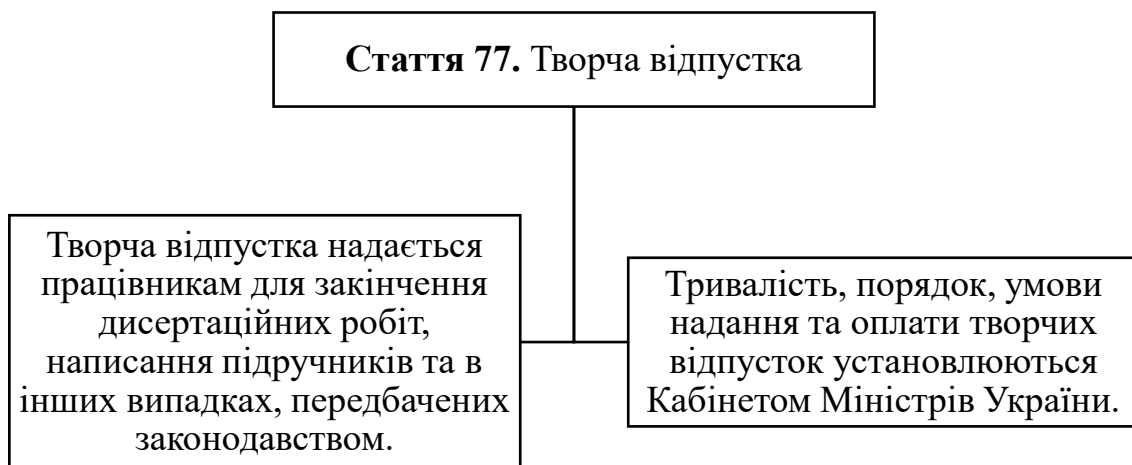 Стаття 77. Творча відпустка
Творча відпустка надається
працівникам для закінчення
дисертаційних робіт,
написання підручників та в
інших випадках, передбачених
законодавством.
Тривалість, порядок, умови
надання та оплати творчих
відпусток установлюються
Кабінетом Міністрів України.